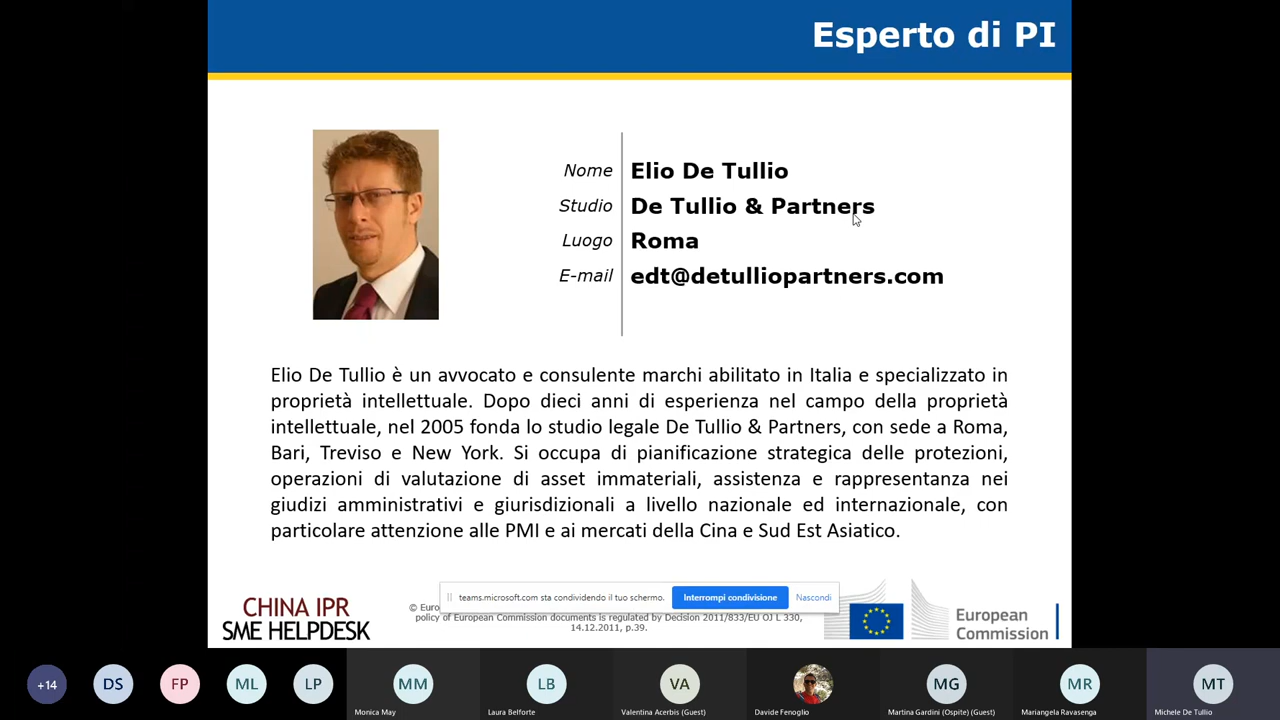 Esperto di PI
Nome Elio De Tullio
Studio De Tullio & Partners
Luogo Roma
E-mail edt@detulliopartners.com
Elio De Tullio è un avvocato e consulente marchi abilitato in Italia e specializzato in
proprietà intellettuale. Dopo dieci anni di esperienza nel campo della proprietà
intellettuale, nel 2005 fonda lo studio legale De Tullio & Partners, con sede a Roma,
Bari, Treviso e New York. Si occupa di pianificazione strategica delle protezioni,
operazioni di valutazione di asset immateriali, assistenza e rappresentanza nei
giudizi amministrativi e giurisdizionali a livello nazionale ed internazionale, con
particolare attenzione alle PMI e ai mercati della Cina e Sud Est Asiatico.
teams.microsoft.com sta condividendo il tuo schermo. Interrompi condivisione Nascondi
CHINA IPR
SME HELPDESK
© Euro
policy of European Commission documents is regulated by Decision 2011/833/EU OJ L 330,
14.12.2011, p.39.
European
Commission
+14 DS FP ML LP MM LB VA MG MR MT
Monica May Laura Belforte Valentina Acerbis (Guest) Davide Fenoglio Martina Gardini (Ospite) (Guest) Mariangela Ravasenga Michele De Tullio